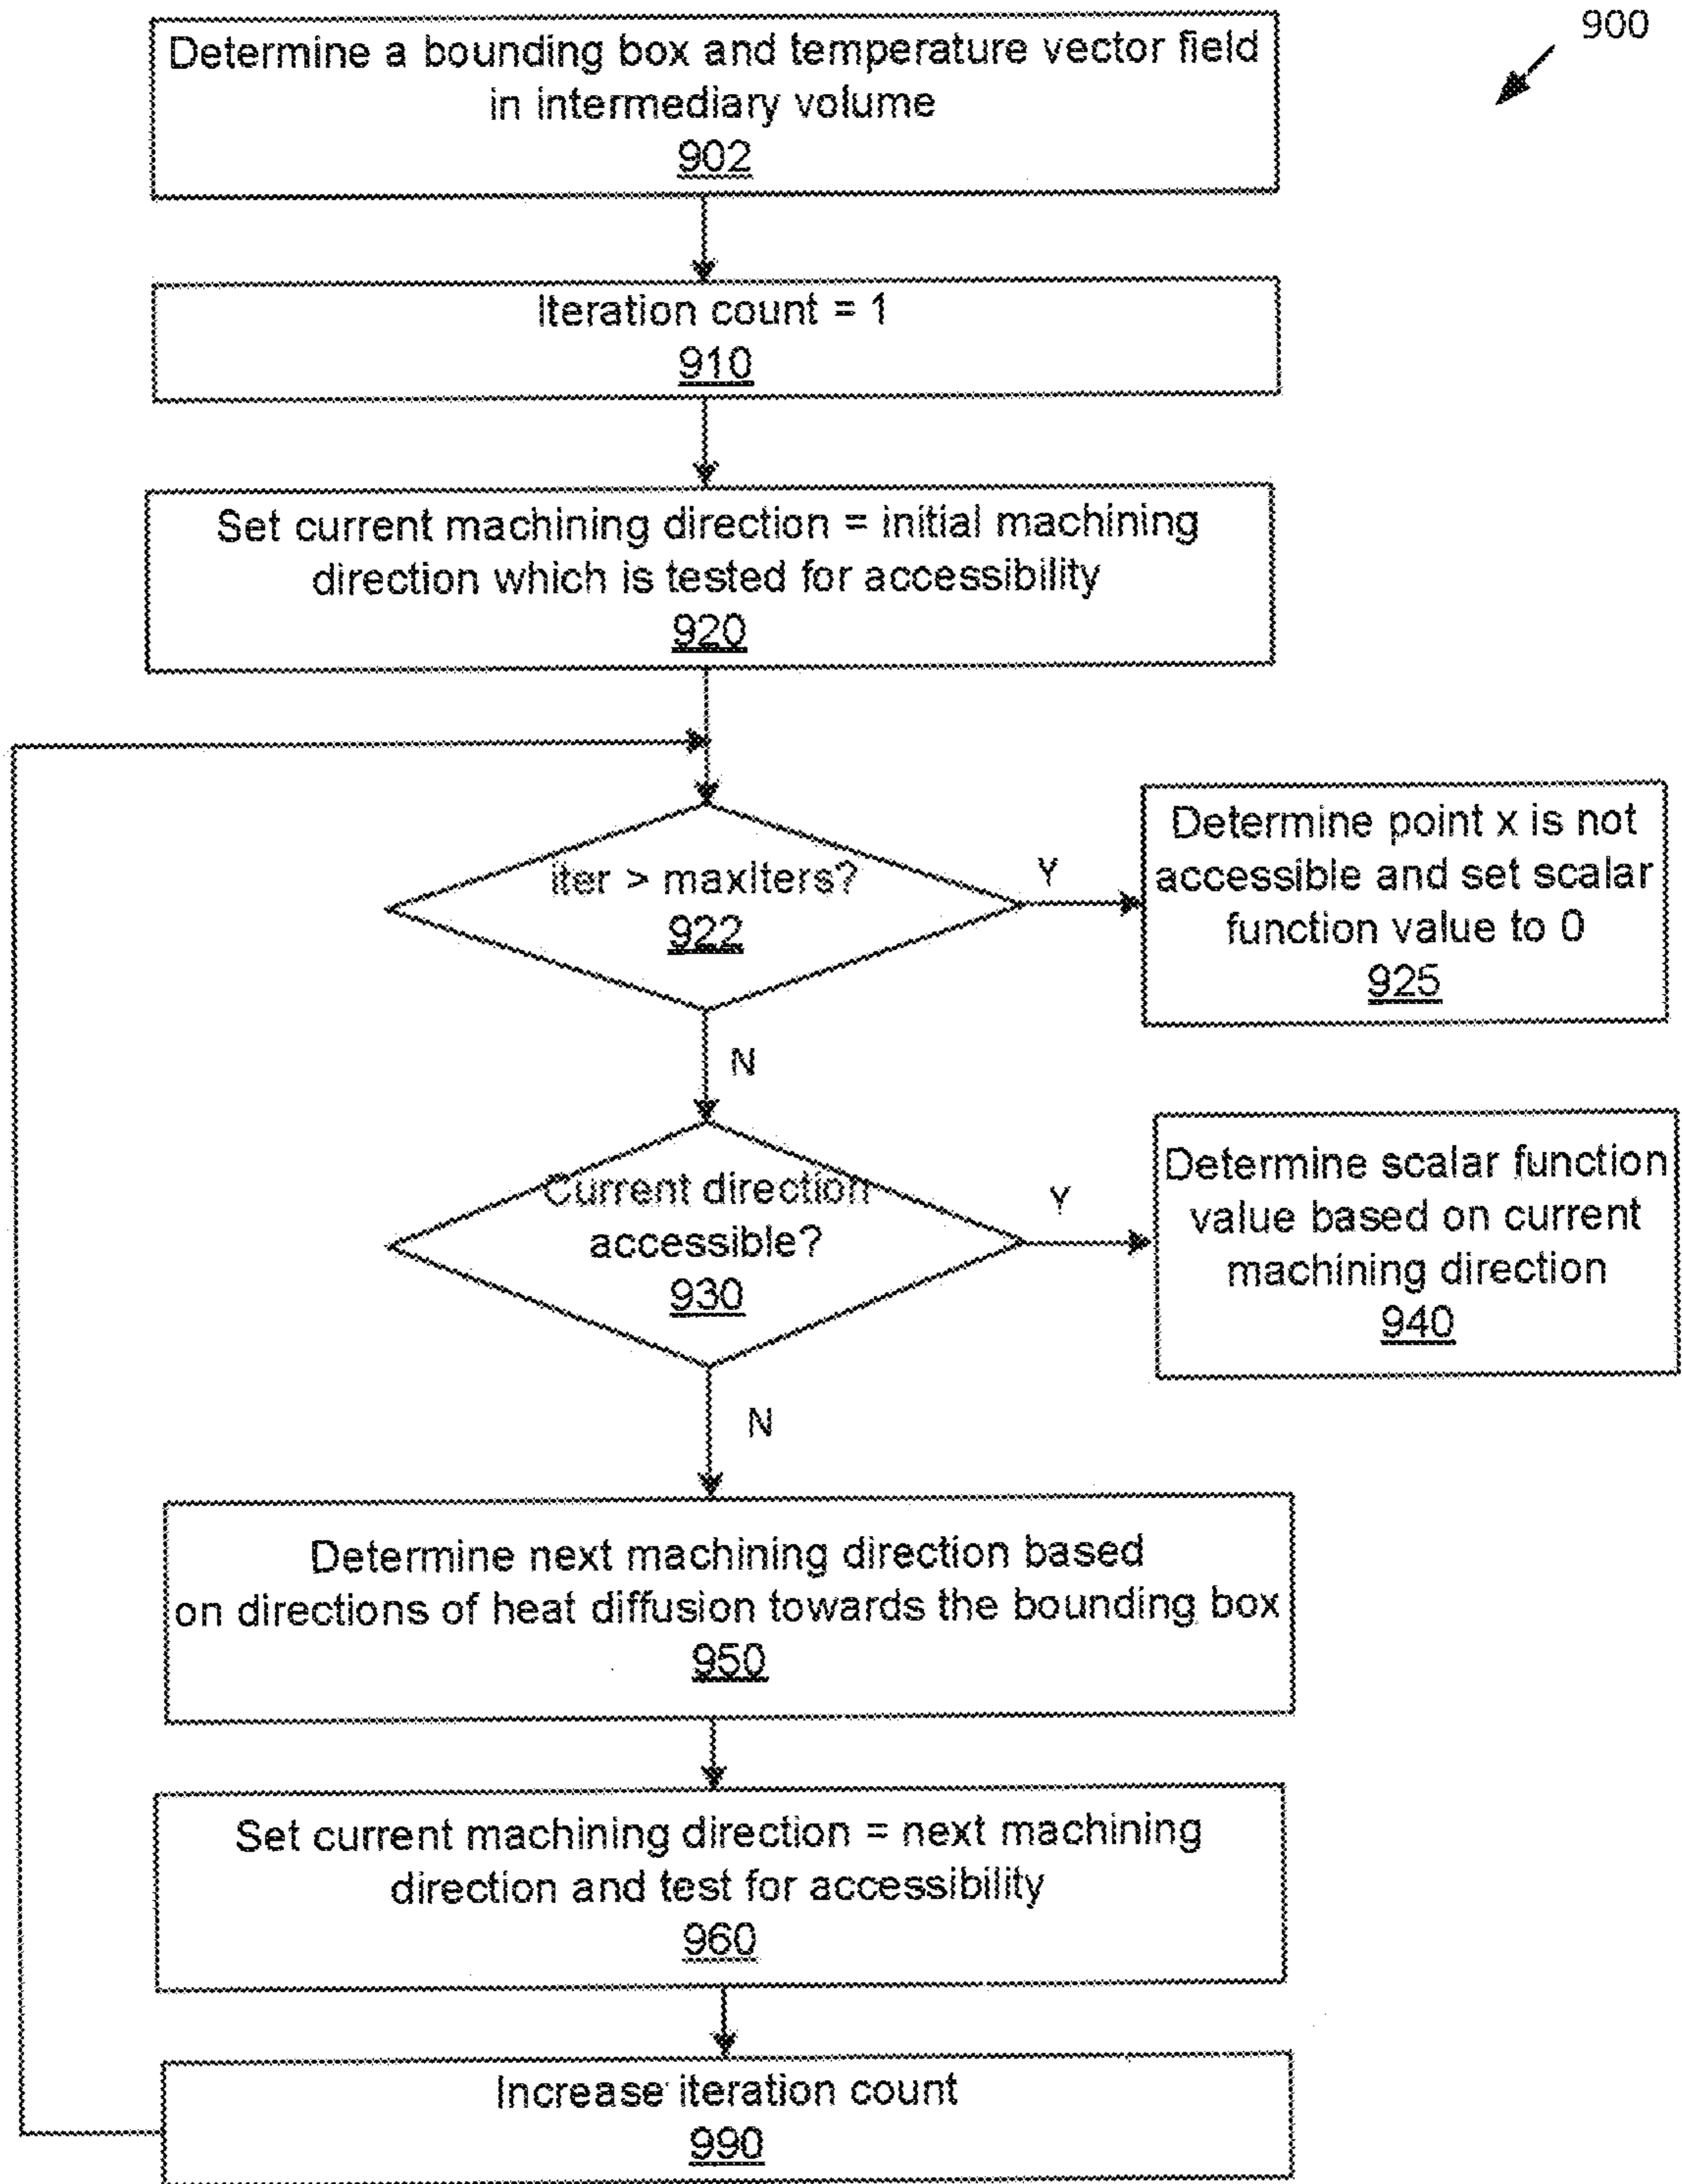 900
Determine a bounding box and temperature vector field
in intermediary volume
902
Iteration count = 1
910
Set current machining direction = initial machining
direction which is tested for accessibility
920
iter > maxIters?
922
Y
Determine point x is not
accessible and set scalar
function value to 0
925
N
Current direction
accessible?
930
Y
Determine scalar function
value based on current
machining direction
940
N
Determine next machining direction based
on directions of heat diffusion towards the bounding box
950
Set current machining direction = next machining
direction and test for accessibility
960
Increase iteration count
990